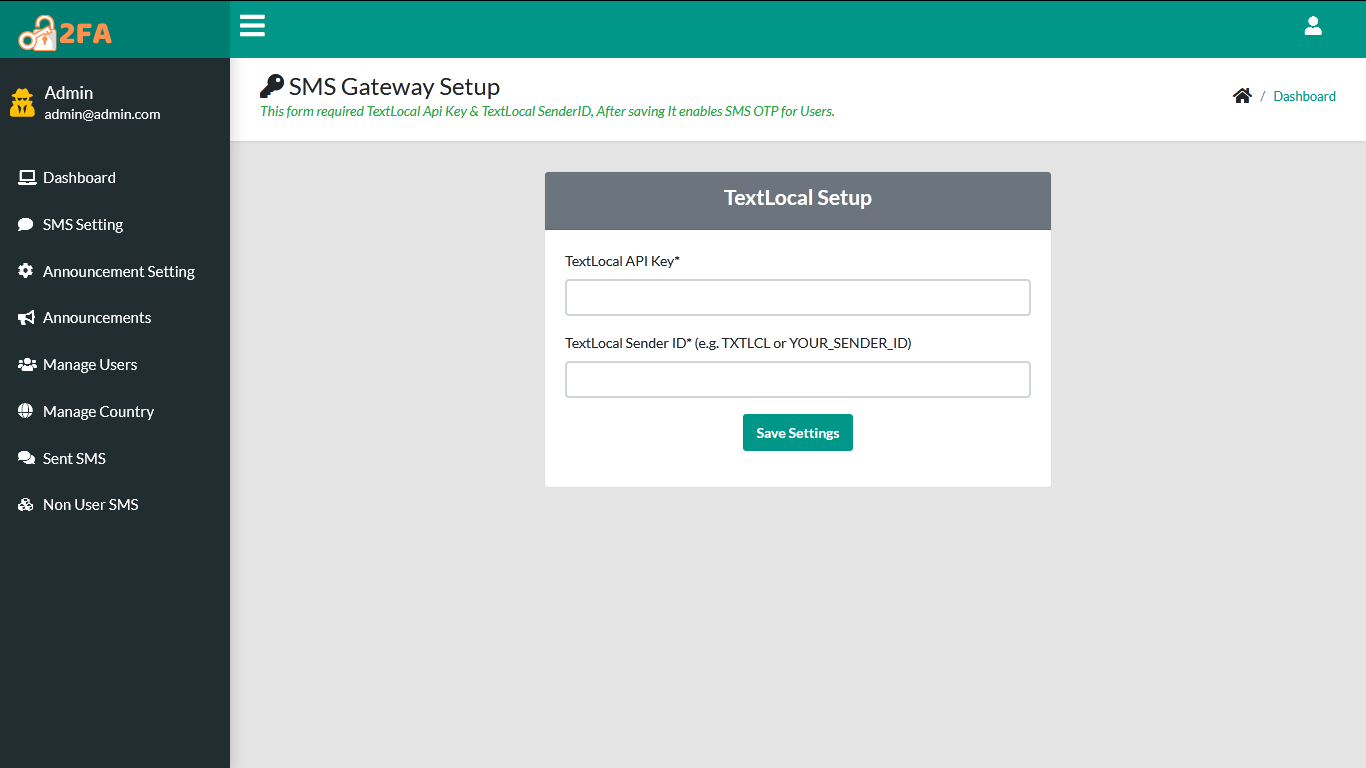 2FA
Admin
admin@admin.com
Dashboard
SMS Setting
Announcement Setting
Announcements
Manage Users
Manage Country
Sent SMS
Non User SMS
SMS Gateway Setup
This form required TextLocal Api Key & TextLocal SenderID, After saving It enables SMS OTP for Users.
/ Dashboard
TextLocal Setup
TextLocal API Key*
TextLocal Sender ID* (e.g. TXTLCL or YOUR_SENDER_ID)
Save Settings